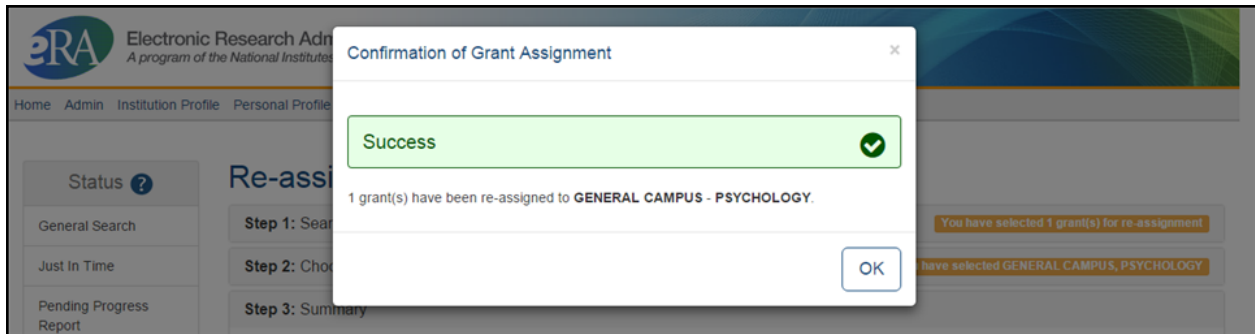 eRA
Electronic Research Adn
A program of the National Institutes
Home Admin Institution Profile Personal Profile
Confirmation of Grant Assignment ×
Success
1 grant(s) have been re-assigned to GENERAL CAMPUS - PSYCHOLOGY.
OK
Status ?
General Search
Just In Time
Pending Progress
Report
Re-assi
Step 1: Sear
You have selected 1 grant(s) for re-assignment
Step 2: Choo
have selected GENERAL CAMPUS, PSYCHOLOGY
Step 3: Summary